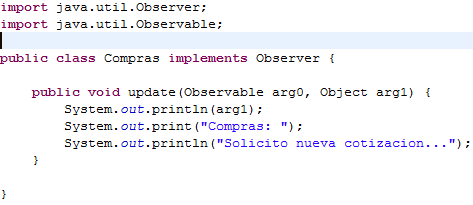 import java.util.Observer;
import java.util.Observable;
public class Compras implements Observer {
public void update(Observable arg0, Object arg1) {
System.out.println(arg1);
System.out.print("Compras: ");
System.out.println("Solicito nueva cotizacion...");
}
}